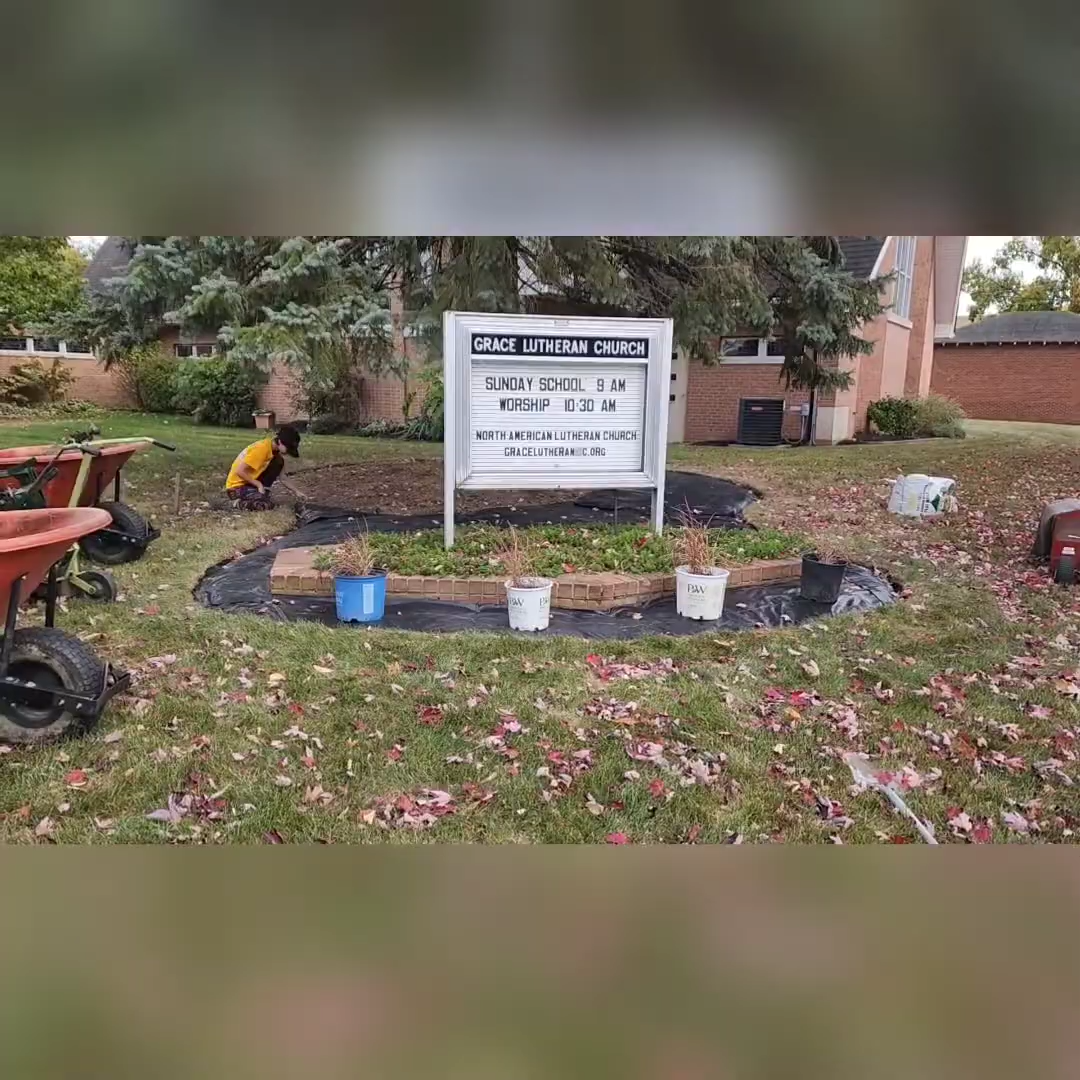 GRACE LUTHERAN CHURCH
SUNDAY SCHOOL 9 AM
WORSHIP 10:30 AM
NORTH AMERICAN LUTHERAN CHURCH
P&W
P&W